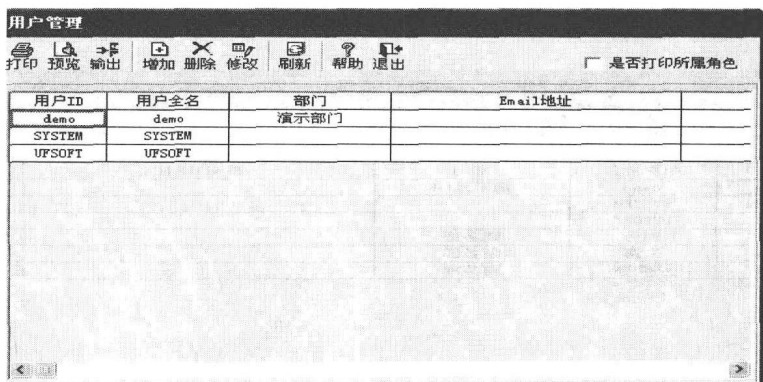 用户管理
打印 预览 输出 增加 删除 修改 刷新 帮助 退出 是否打印所属角色
用户ID 用户全名 部门 Email地址
demo demo 演示部门
SYSTEM SYSTEM
UFSOFT UFSOFT